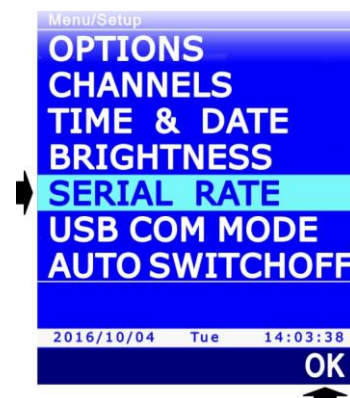 Menu/Setup
OPTIONS
CHANNELS
TIME & DATE
BRIGHTNESS
SERIAL RATE
USB COM MODE
AUTO SWITCHOFF
2016/10/04 Tue 14:03:38
OK